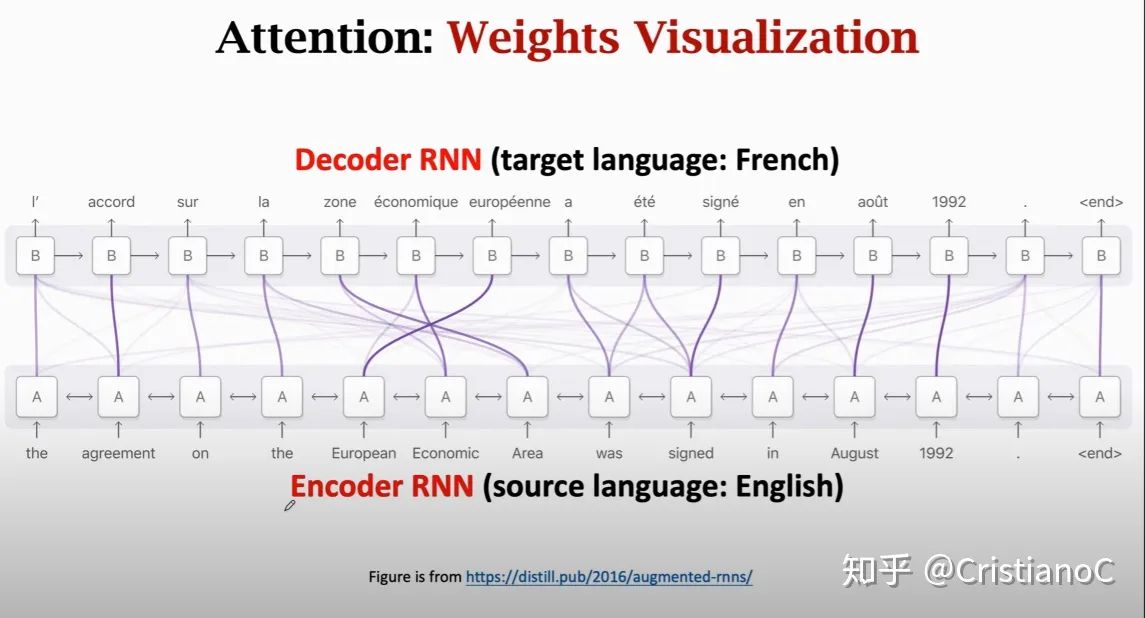 Attention: Weights Visualization
Decoder RNN (target language: French)
l’ accord sur la zone économique européenne a été signé en août 1992 . <end>
B B B B B B B B B B B B B B B
A A A A A A A A A A A A A A
the agreement on the European Economic Area was signed in August 1992 . <end>
Encoder RNN (source language: English)
知乎 @CristianoC
Figure is from https://distill.pub/2016/augmented-rnns/